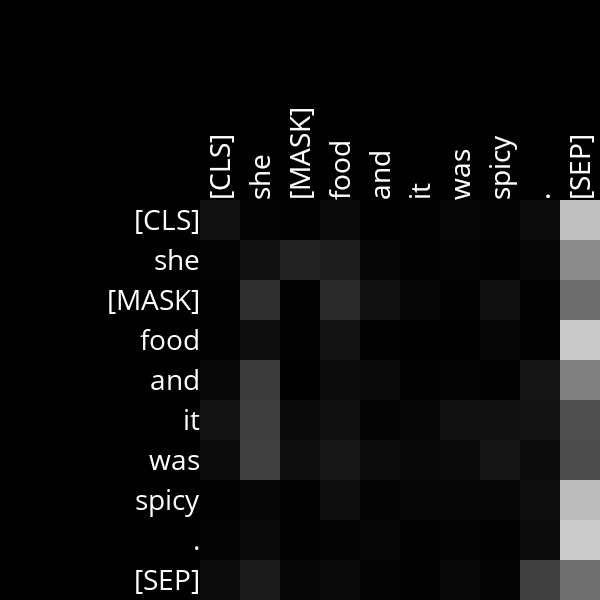 [CLS] she [MASK] food and it was spicy . [SEP]
[CLS]
she
[MASK]
food
and
it
was
spicy
.
[SEP]